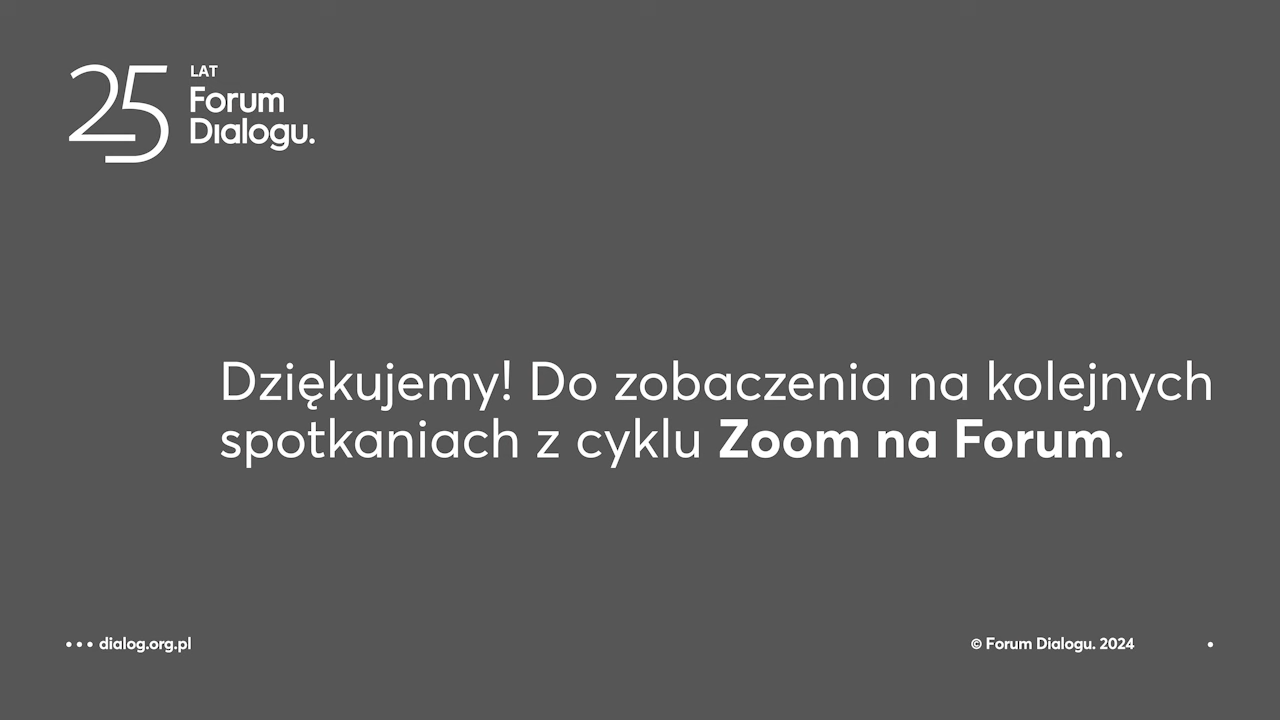 25 LAT
Forum
Dialogu.
Dziękujemy! Do zobaczenia na kolejnych
spotkaniach z cyklu Zoom na Forum.
••• dialog.org.pl
© Forum Dialogu. 2024 •